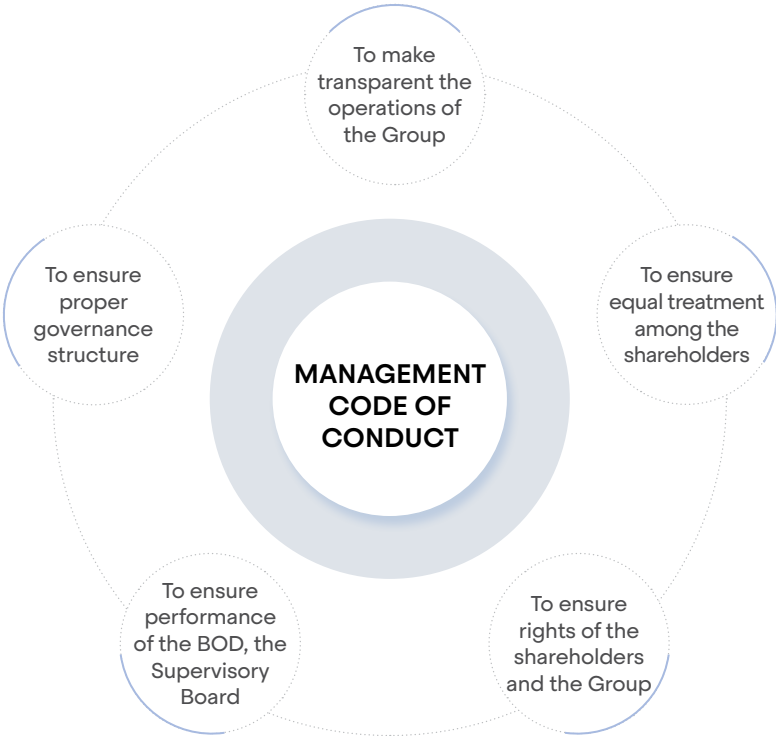 To make
transparent the
operations of
the Group
To ensure
proper
governance
structure
To ensure
equal treatment
among the
shareholders
MANAGEMENT
CODE OF
CONDUCT
To ensure
performance
of the BOD, the
Supervisory
Board
To ensure
rights of the
shareholders
and the Group